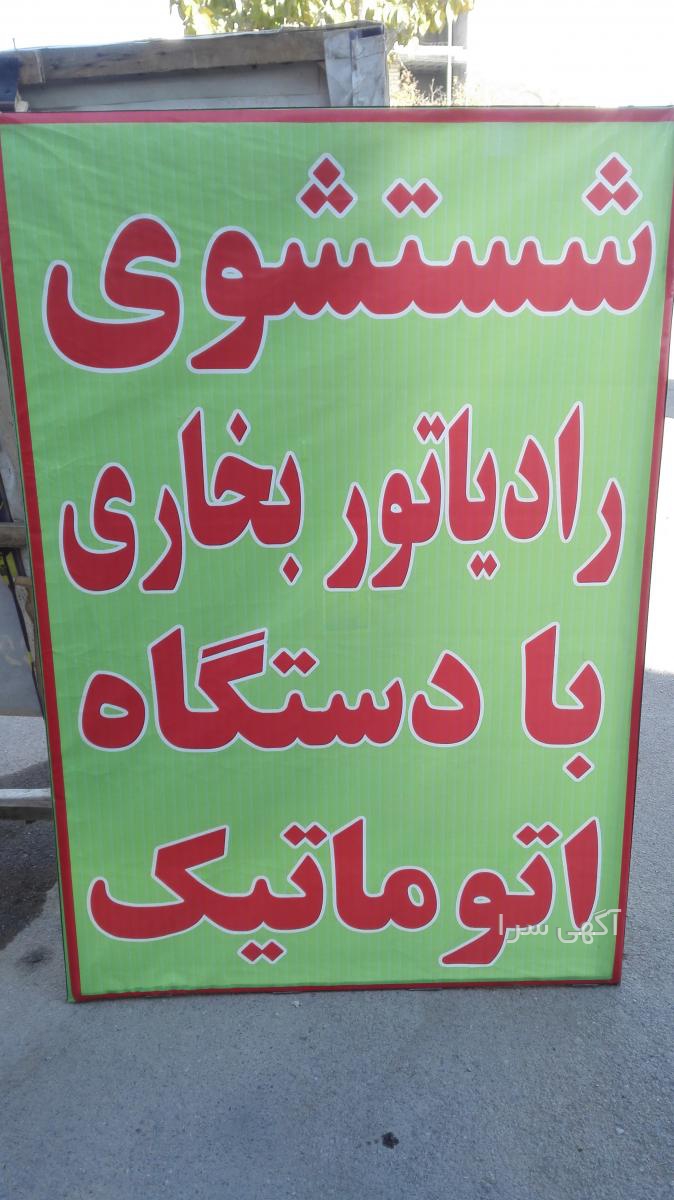 شستشوی
رادیاتور بخاری
با دستگاه
اتوماتیک
آگهی سرا